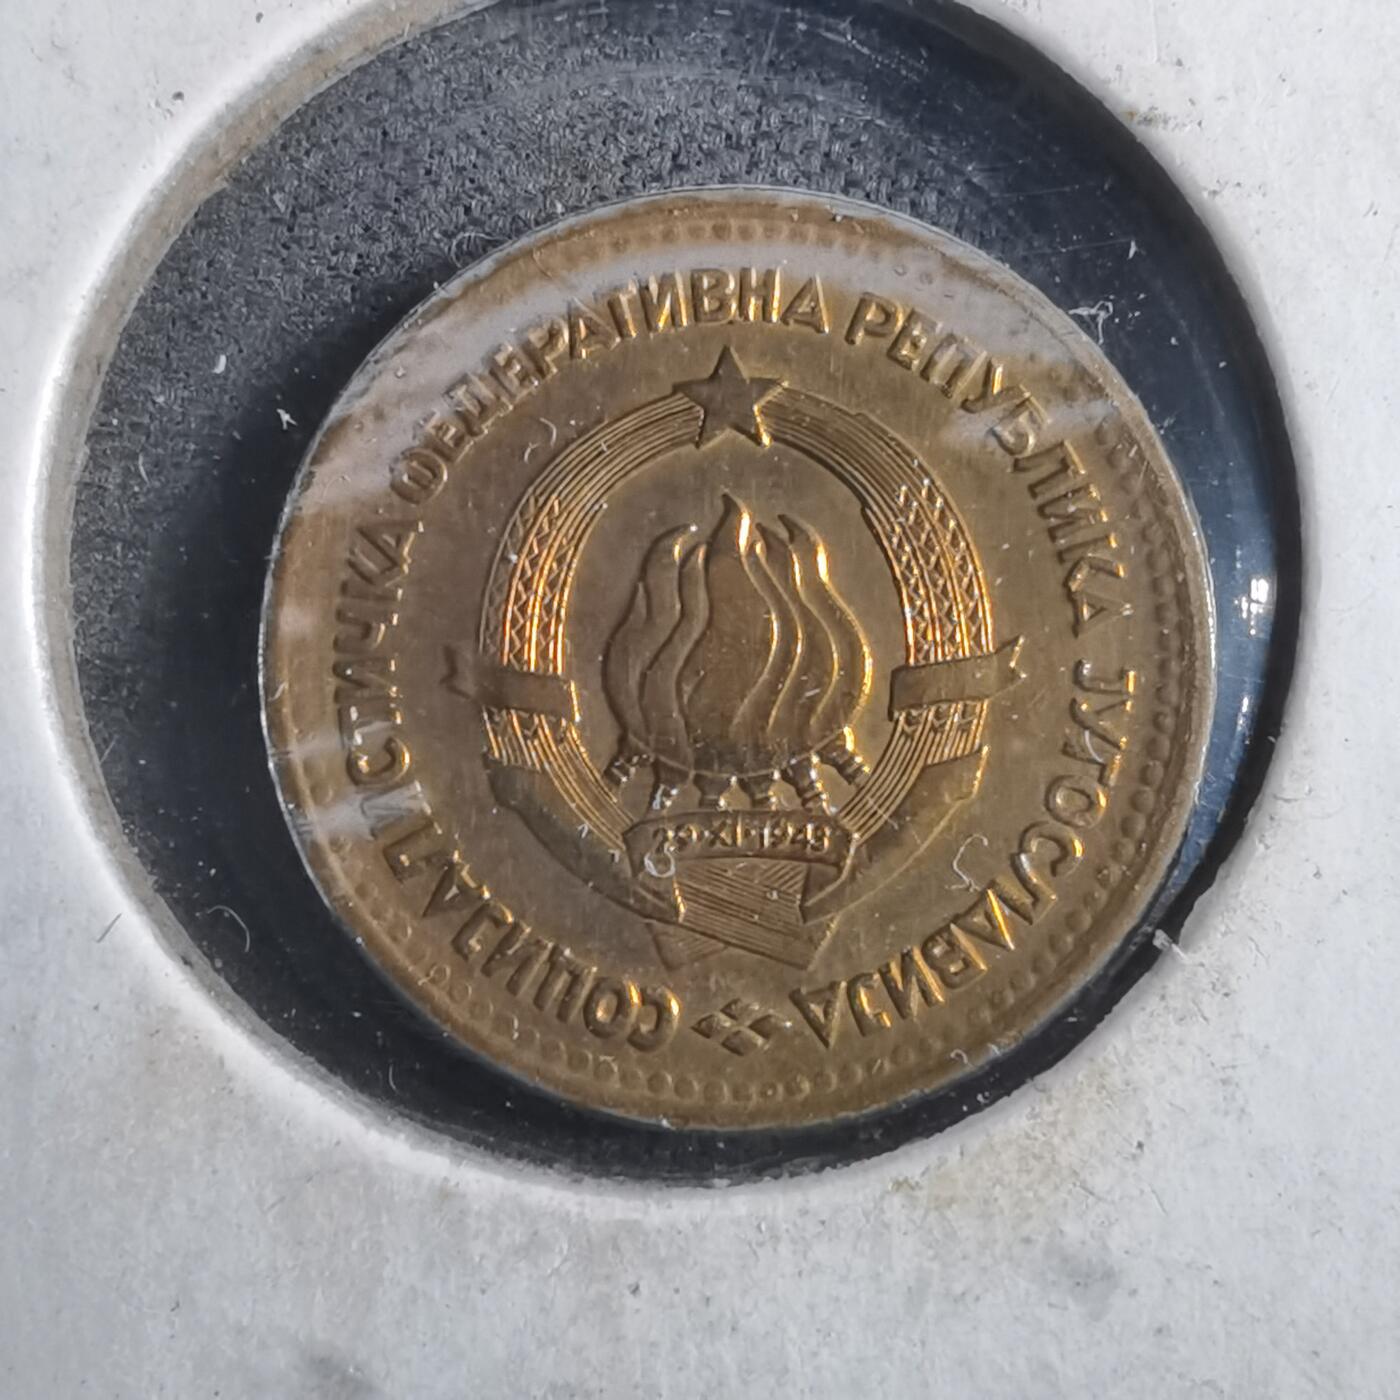 СОЦИЈАЛИСТИЧКА ФЕДЕРАТИВНА РЕПУБЛИКА ЈУГОСЛАВИЈА
29·XI·1943